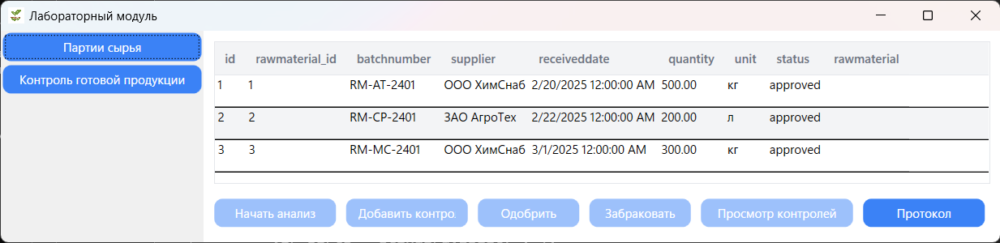 Лабораторный модуль
Партии сырья
Контроль готовой продукции
id rawmaterial_id batchnumber supplier receiveddate quantity unit status rawmaterial
1 1 RM-AT-2401 ООО ХимСнаб 2/20/2025 12:00:00 AM 500.00 кг approved
2 2 RM-CP-2401 ЗАО АгроТех 2/22/2025 12:00:00 AM 200.00 л approved
3 3 RM-MC-2401 ООО ХимСнаб 3/1/2025 12:00:00 AM 300.00 кг approved
Начать анализ Добавить контро. Одобрить Забраковать Просмотр контролей Протокол